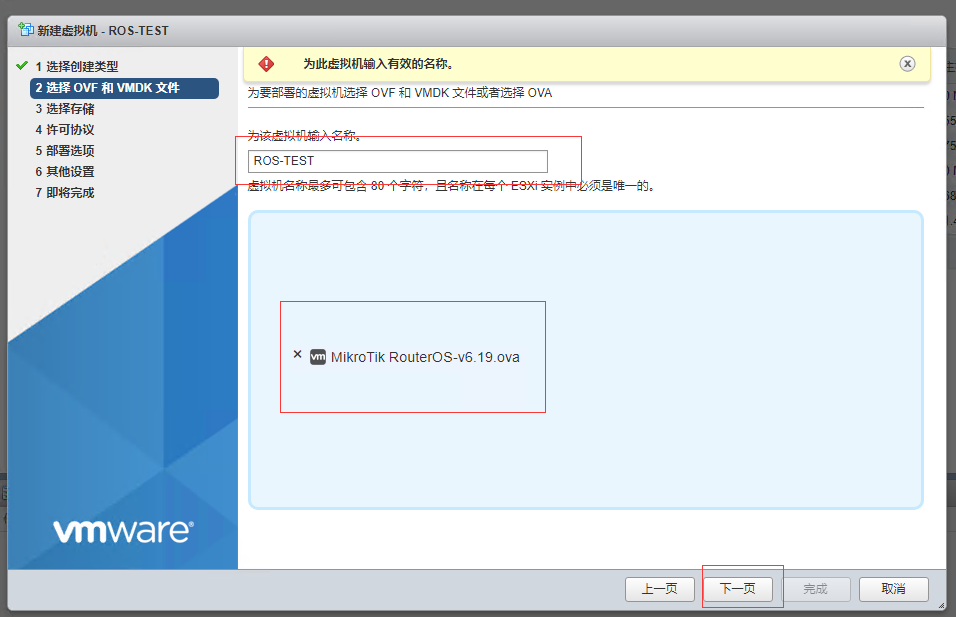 新建虚拟机 - ROS-TEST
1 选择创建类型
2 选择 OVF 和 VMDK 文件
3 选择存储
4 许可协议
5 部署选项
6 其他设置
7 即将完成
为此虚拟机输入有效的名称。
为要部署的虚拟机选择 OVF 和 VMDK 文件或者选择 OVA
为该虚拟机输入名称。
ROS-TEST
虚拟机名称最多可包含 80 个字符，且名称在每个 ESXi 实例中必须是唯一的。
vm MikroTik RouterOS-v6.19.ova
vmware®
上一页
下一页
完成
取消